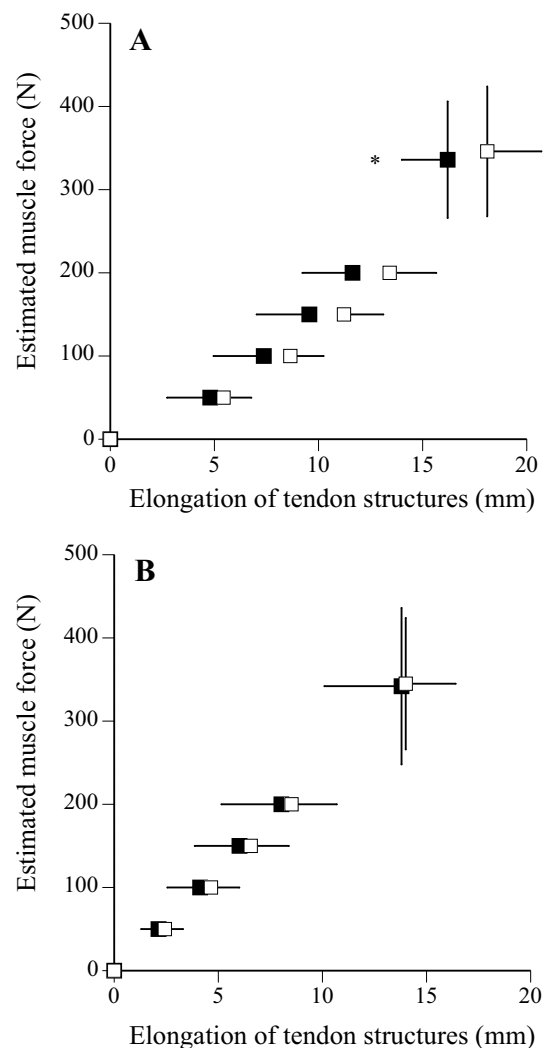 A
500
400
300
200
100
0
*
0 5 10 15 20
Estimated muscle force (N)
Elongation of tendon structures (mm)
B
500
400
300
200
100
0
0 5 10 15 20
Estimated muscle force (N)
Elongation of tendon structures (mm)